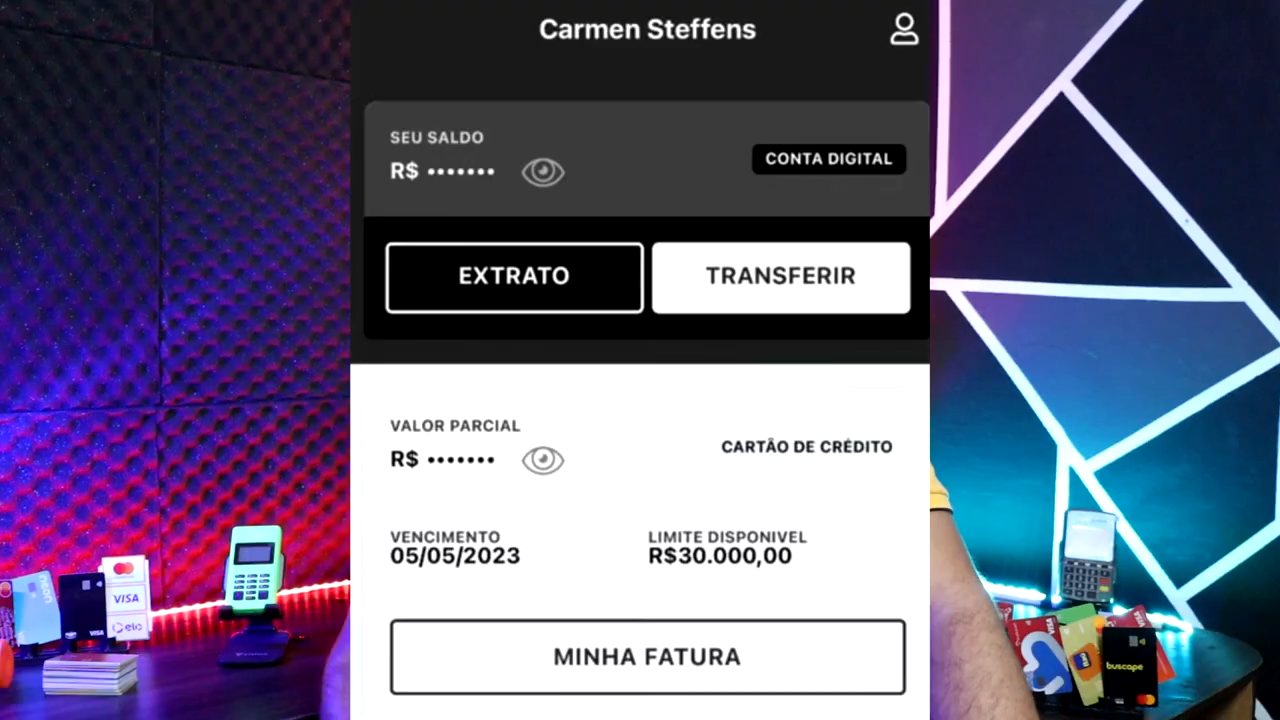 Carmen Steffens
SEU SALDO
R$ •••••••
CONTA DIGITAL
EXTRATO
TRANSFERIR
VALOR PARCIAL
R$ •••••••
CARTÃO DE CRÉDITO
VENCIMENTO
05/05/2023
LIMITE DISPONIVEL
R$30.000,00
MINHA FATURA
VISA
elo
VISA
buscapé